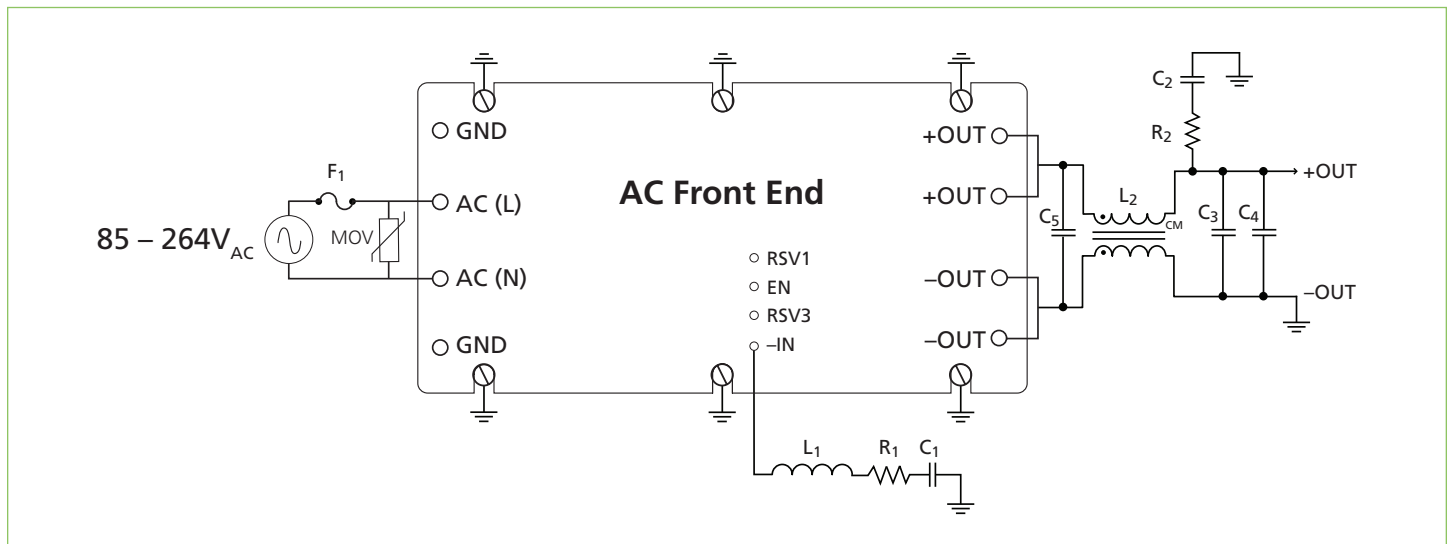 C2
R2
GND
+OUT
+OUT
F1
AC (L)
AC Front End
+OUT
L2
CM
C5
C3
C4
MOV
85 – 264VAC
RSV1
EN
AC (N)
–OUT
–OUT
RSV3
GND
–IN
–OUT
L1
R1
C1